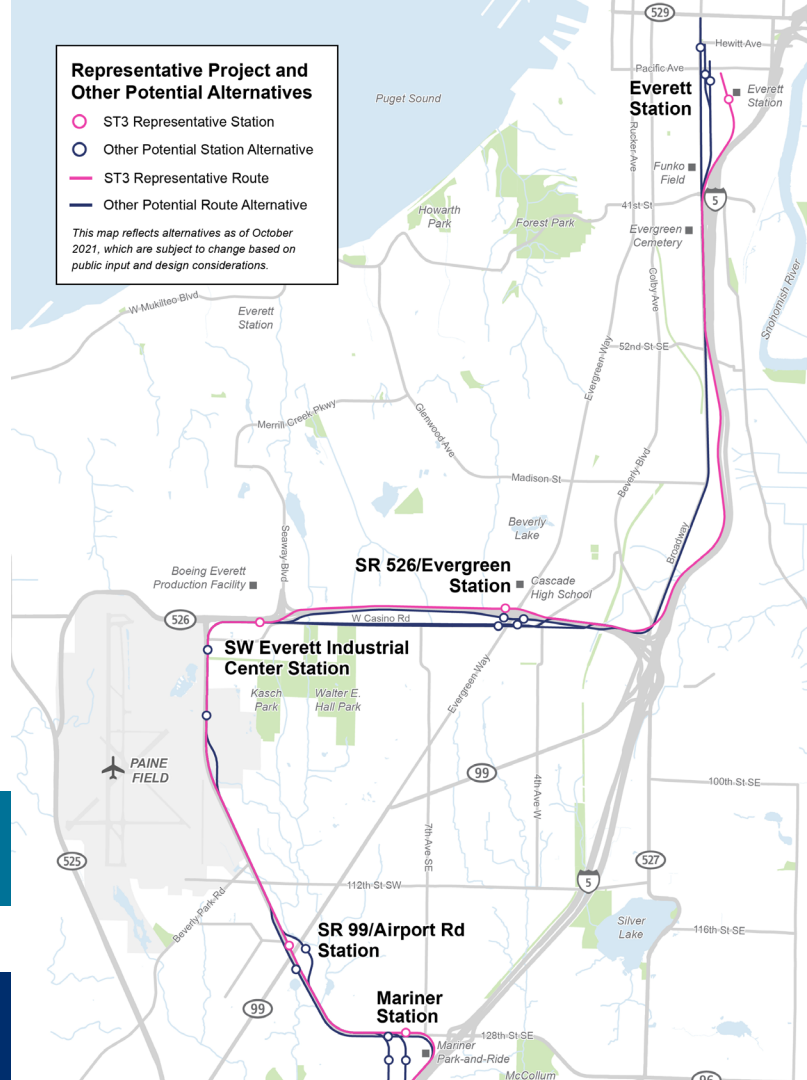 529
Hewitt Ave
Pacific Ave
Everett
Station
Everett
Station
Representative Project and
Other Potential Alternatives
ST3 Representative Station
Other Potential Station Alternative
ST3 Representative Route
Other Potential Route Alternative
This map reflects alternatives as of October
2021, which are subject to change based on
public input and design considerations.
Puget Sound
Rucker Ave
Funko
Field
5
41st St
Howarth
Park
Forest Park
Evergreen
Cemetery
Snohomish River
Colby Ave
W Mukilteo Blvd
Everett
Station
52nd St SE
Evergreen Way
Merrill Creek Pkwy
Glenwood Ave
Beverly Blvd
Madison St
Beverly
Lake
Broadway
Seaway Blvd
Boeing Everett
Production Facility
SR 526/Evergreen
Station
Cascade
High School
526
W Casino Rd
SW Everett Industrial
Center Station
Kasch
Park
Walter E.
Hall Park
Evergreen Way
PAINE
FIELD
99
4th Ave W
100th St SE
7th Ave SE
525
527
5
112th St SW
Beverly Park Rd
SR 99/Airport Rd
Station
Silver
Lake
116th St SE
99
Mariner
Station
128th St SE
Mariner
Park-and-Ride
McCollum
96